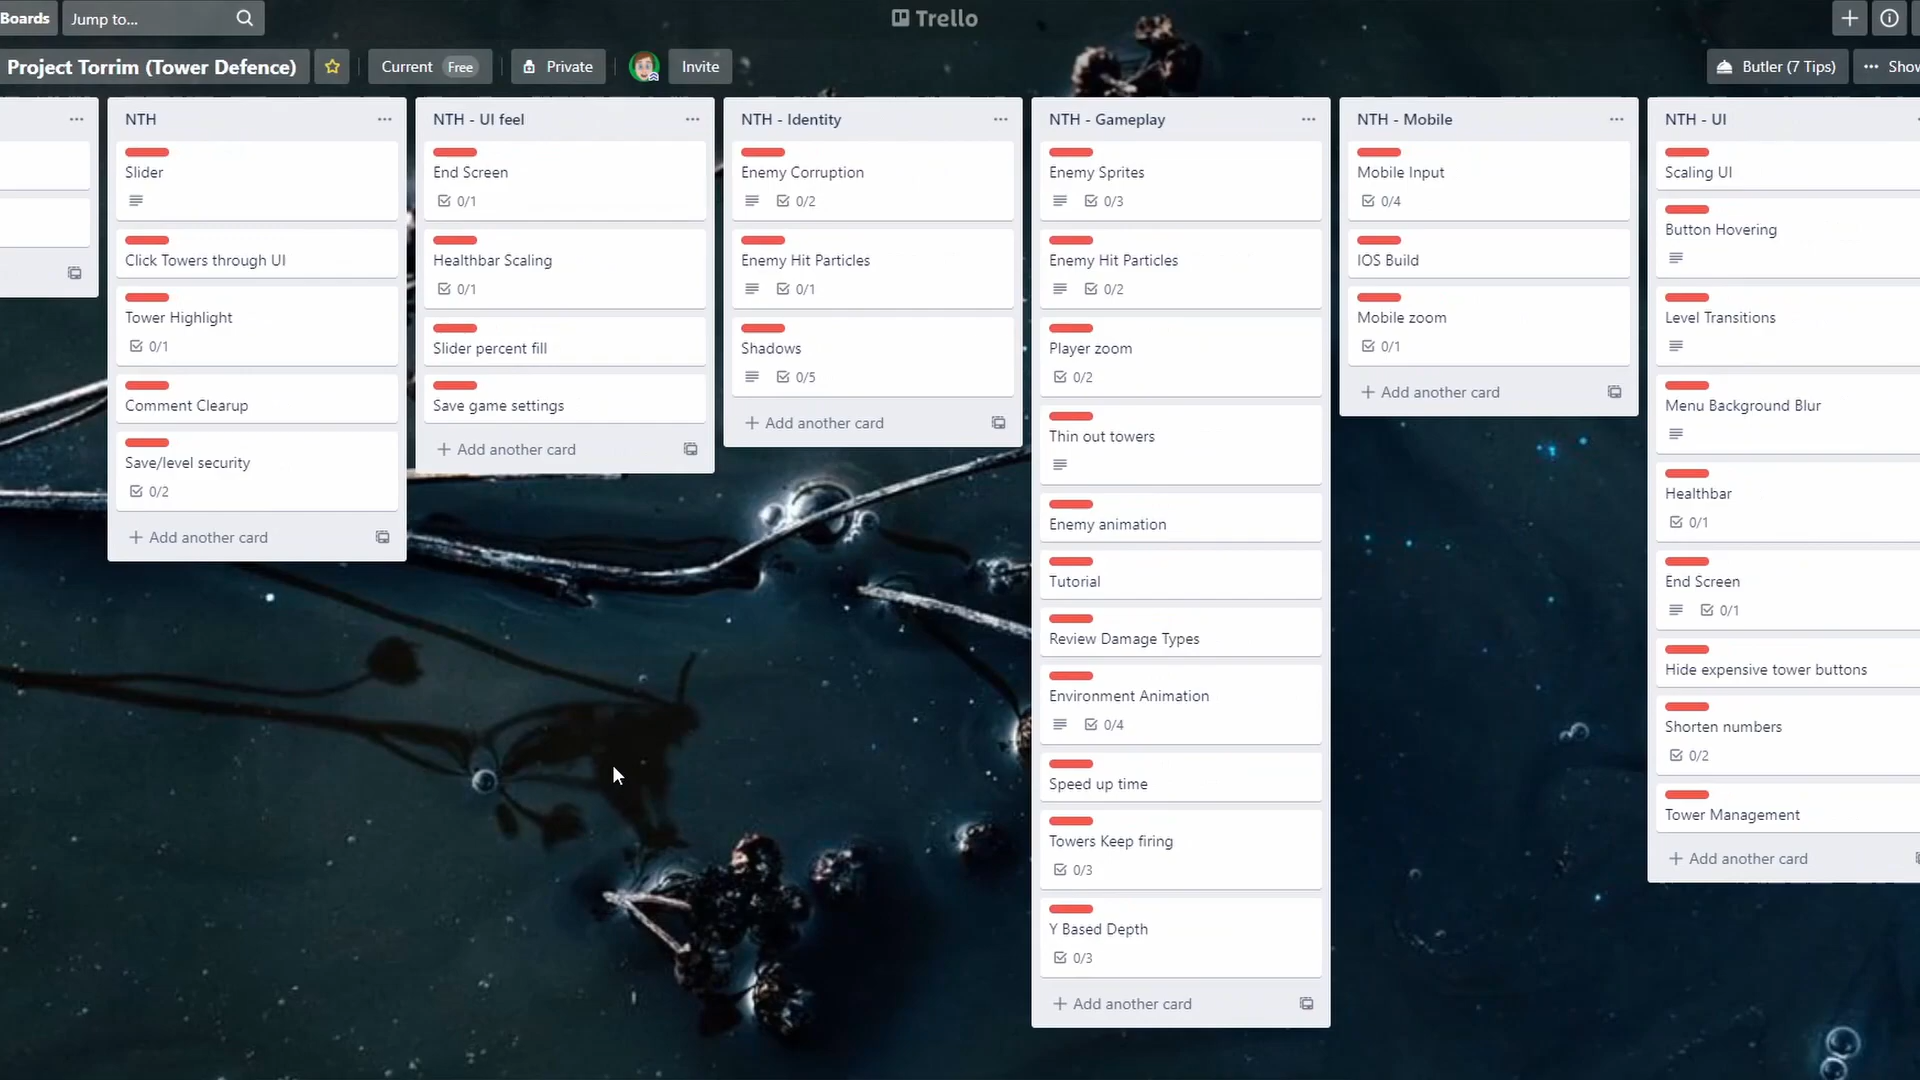 Boards
Jump to...
Trello
Project Torrim (Tower Defence)
Current Free
Private
Invite
Butler (7 Tips)
Show
NTH
Slider
Click Towers through UI
Tower Highlight
0/1
Comment Clearup
Save/level security
0/2
+ Add another card
NTH - UI feel
End Screen
0/1
Healthbar Scaling
0/1
Slider percent fill
Save game settings
+ Add another card
NTH - Identity
Enemy Corruption
0/2
Enemy Hit Particles
0/1
Shadows
0/5
+ Add another card
NTH - Gameplay
Enemy Sprites
0/3
Enemy Hit Particles
0/2
Player zoom
0/2
Thin out towers
Enemy animation
Tutorial
Review Damage Types
Environment Animation
0/4
Speed up time
Towers Keep firing
0/3
Y Based Depth
0/3
+ Add another card
NTH - Mobile
Mobile Input
0/4
IOS Build
Mobile zoom
0/1
+ Add another card
NTH - UI
Scaling UI
Button Hovering
Level Transitions
Menu Background Blur
Healthbar
0/1
End Screen
0/1
Hide expensive tower buttons
Shorten numbers
0/2
Tower Management
+ Add another card